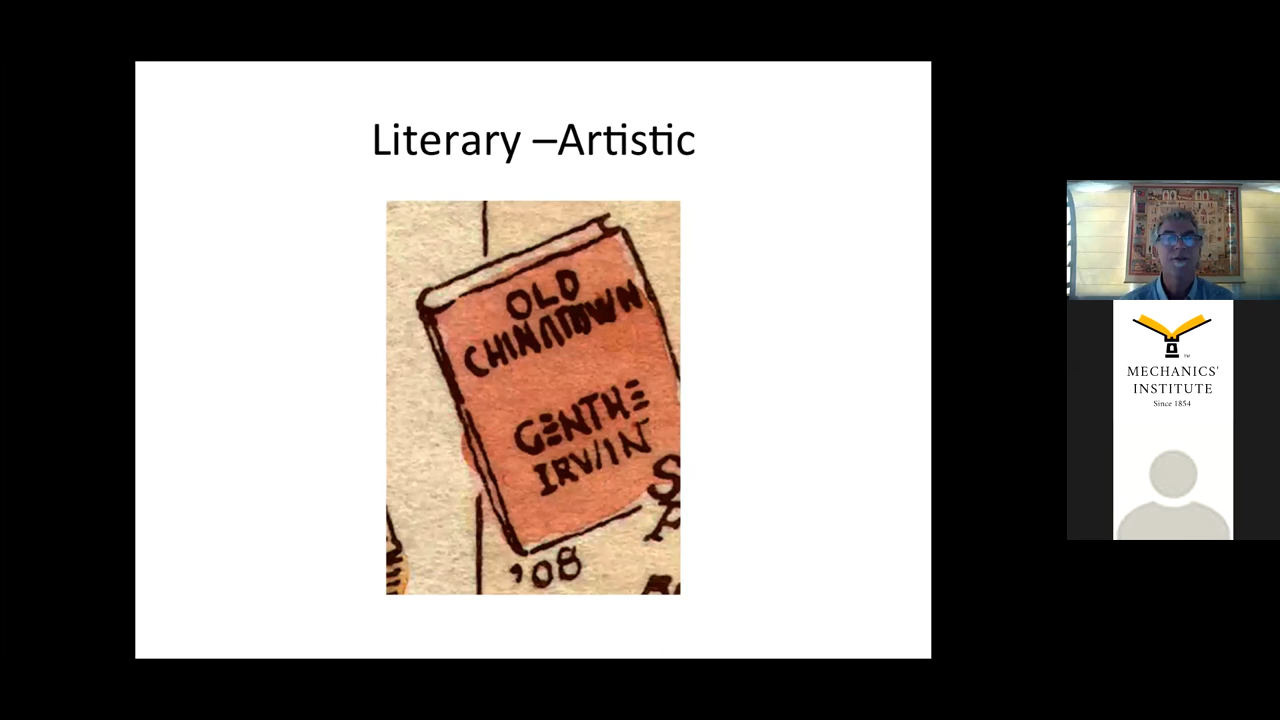 Literary –Artistic
OLD
CHINATOWN
GENTHE
IRVIN
'08
MECHANICS'
INSTITUTE
Since 1854